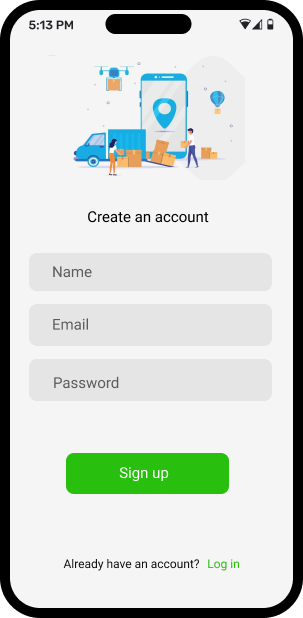 5:13 PM
Create an account
Name
Email
Password
Sign up
Already have an account? Log in